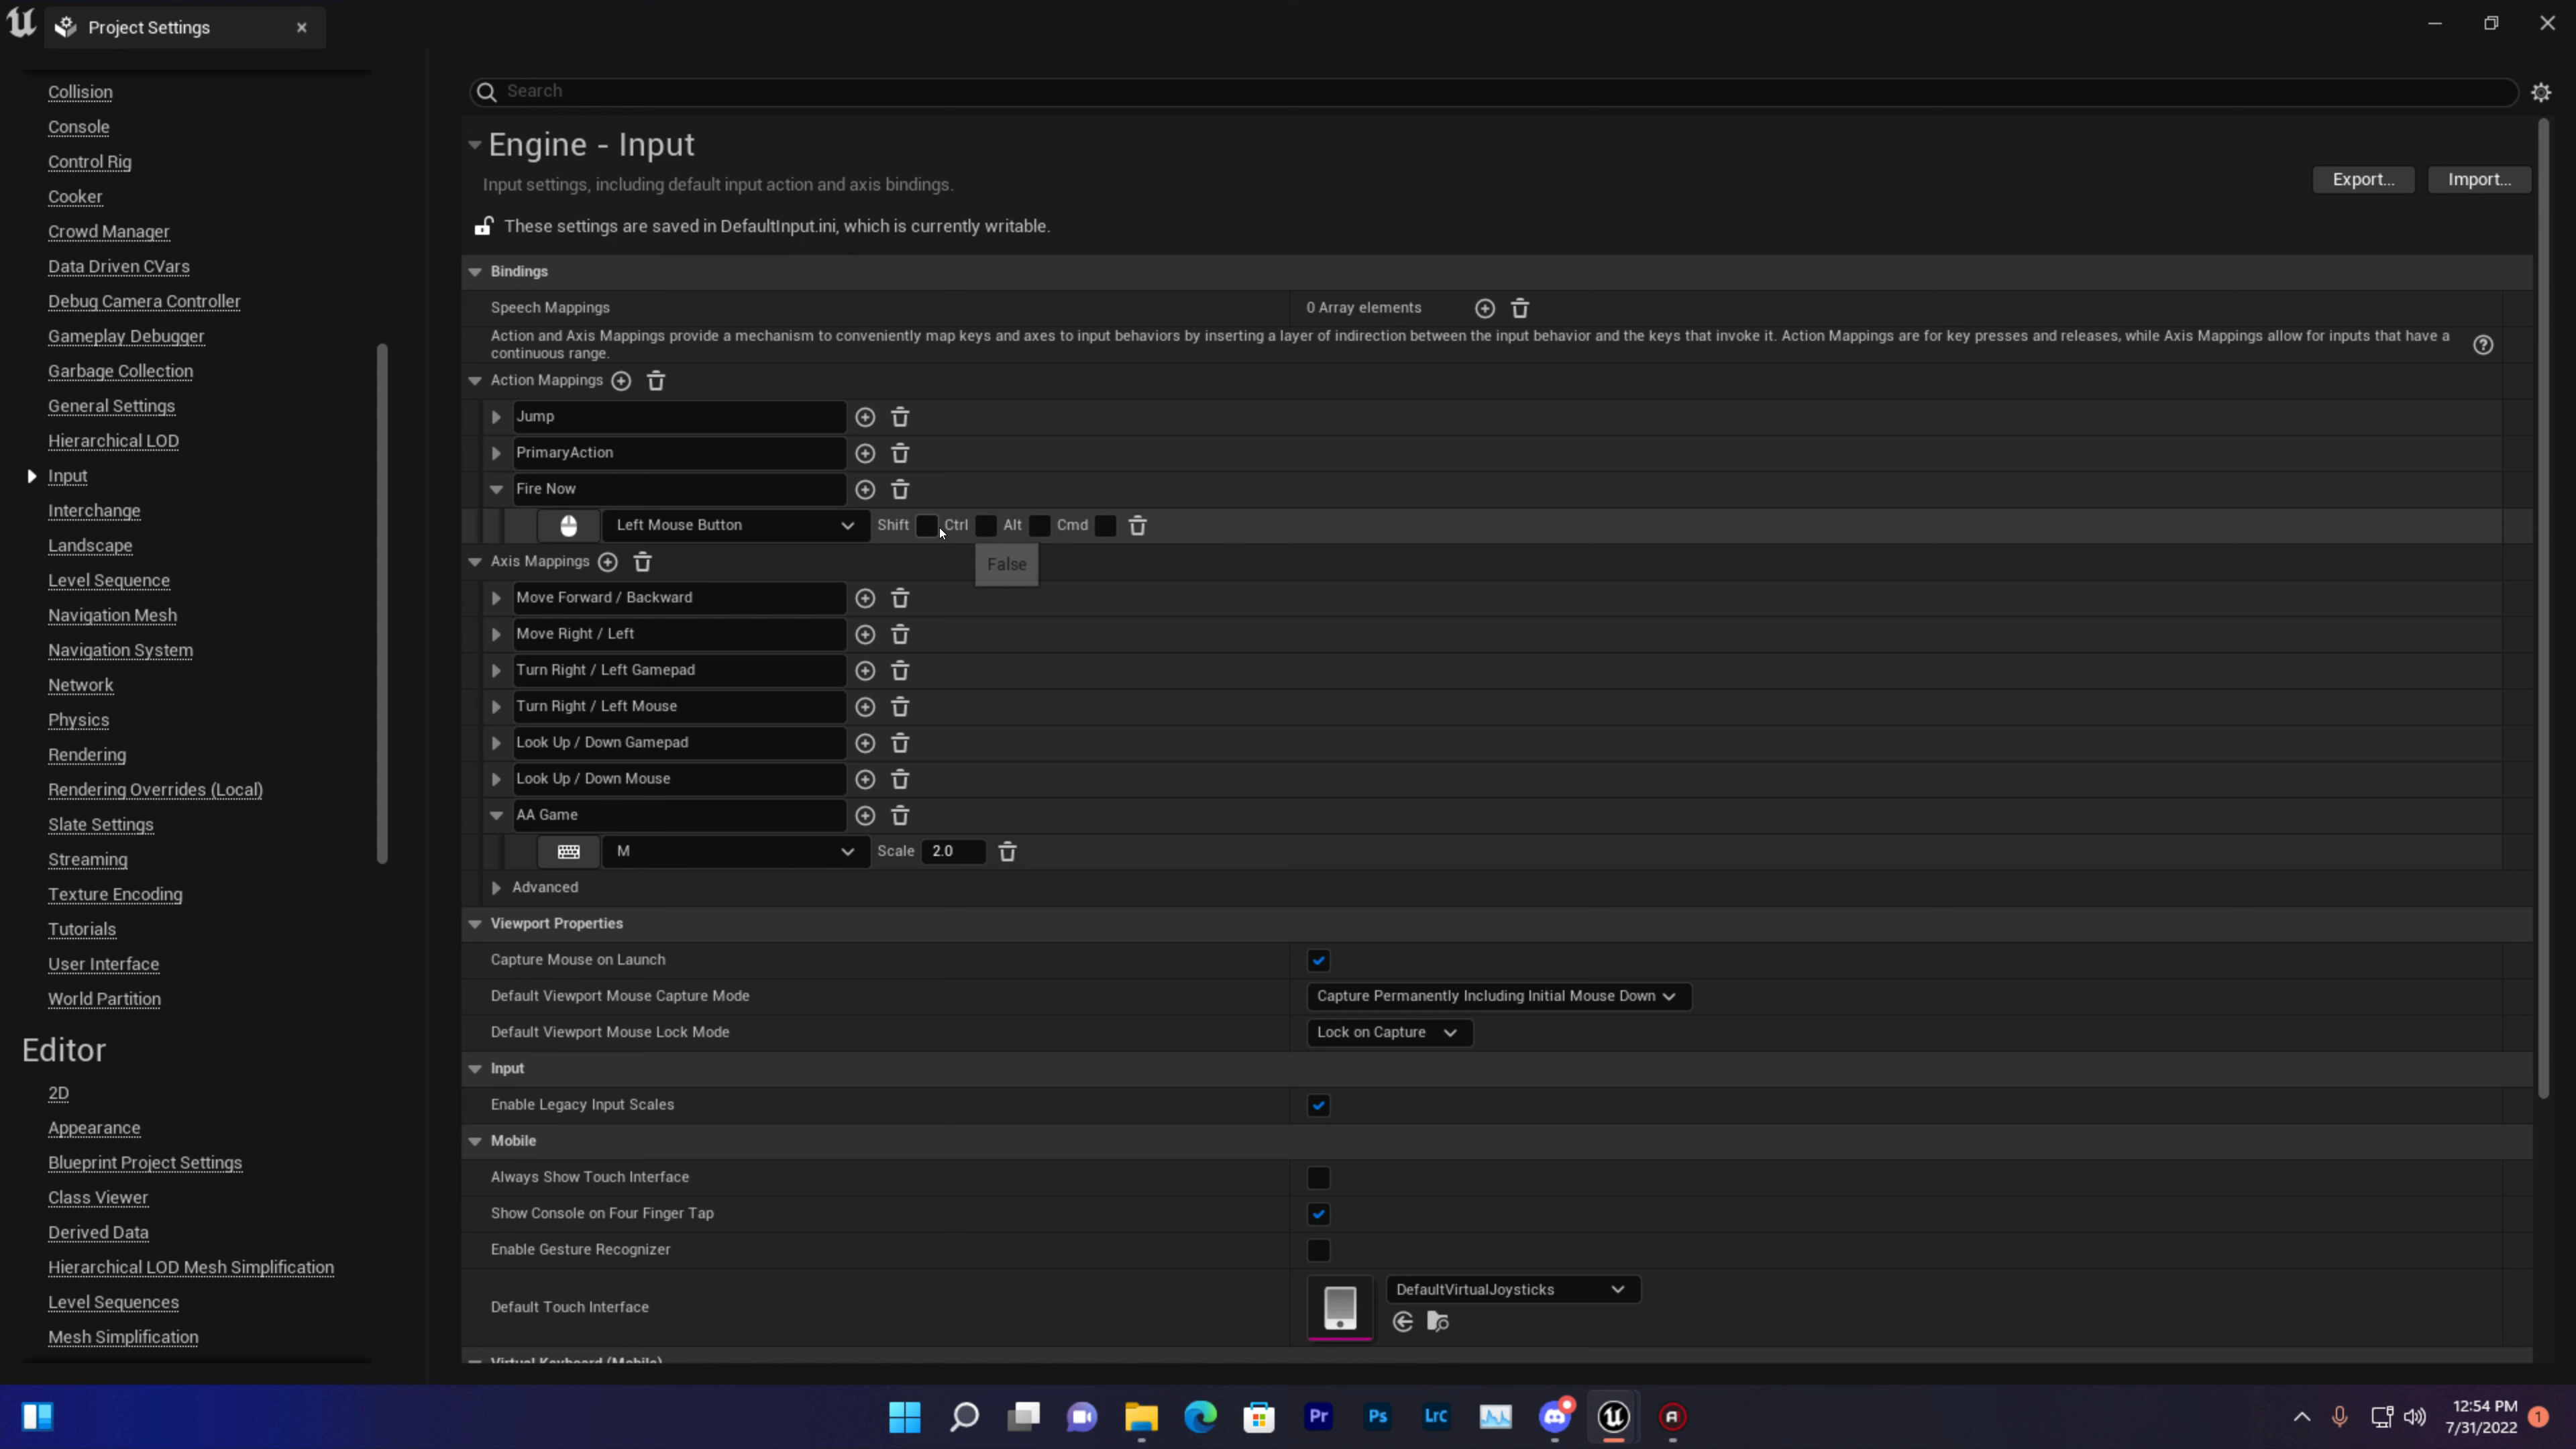 Project Settings
Collision
Console
Control Rig
Cooker
Crowd Manager
Data Driven CVars
Debug Camera Controller
Gameplay Debugger
Garbage Collection
General Settings
Hierarchical LOD
Input
Interchange
Landscape
Level Sequence
Navigation Mesh
Navigation System
Network
Physics
Rendering
Rendering Overrides (Local)
Slate Settings
Streaming
Texture Encoding
Tutorials
User Interface
World Partition
Editor
2D
Appearance
Blueprint Project Settings
Class Viewer
Derived Data
Hierarchical LOD Mesh Simplification
Level Sequences
Mesh Simplification
Search
Engine - Input
Input settings, including default input action and axis bindings.
Export...
Import...
These settings are saved in DefaultInput.ini, which is currently writable.
Bindings
Speech Mappings
0 Array elements
Action and Axis Mappings provide a mechanism to conveniently map keys and axes to input behaviors by inserting a layer of indirection between the input behavior and the keys that invoke it. Action Mappings are for key presses and releases, while Axis Mappings allow for inputs that have a
continuous range.
Action Mappings
Jump
PrimaryAction
Fire Now
Left Mouse Button Shift Ctrl Alt Cmd
Axis Mappings
False
Move Forward / Backward
Move Right / Left
Turn Right / Left Gamepad
Turn Right / Left Mouse
Look Up / Down Gamepad
Look Up / Down Mouse
AA Game
M Scale 2.0
Advanced
Viewport Properties
Capture Mouse on Launch
Default Viewport Mouse Capture Mode
Capture Permanently Including Initial Mouse Down
Default Viewport Mouse Lock Mode
Lock on Capture
Input
Enable Legacy Input Scales
Mobile
Always Show Touch Interface
Show Console on Four Finger Tap
Enable Gesture Recognizer
Default Touch Interface
DefaultVirtualJoysticks
Virtual Keyboard (Mobile)
Pr
Ps
LrC
12:54 PM
7/31/2022
1